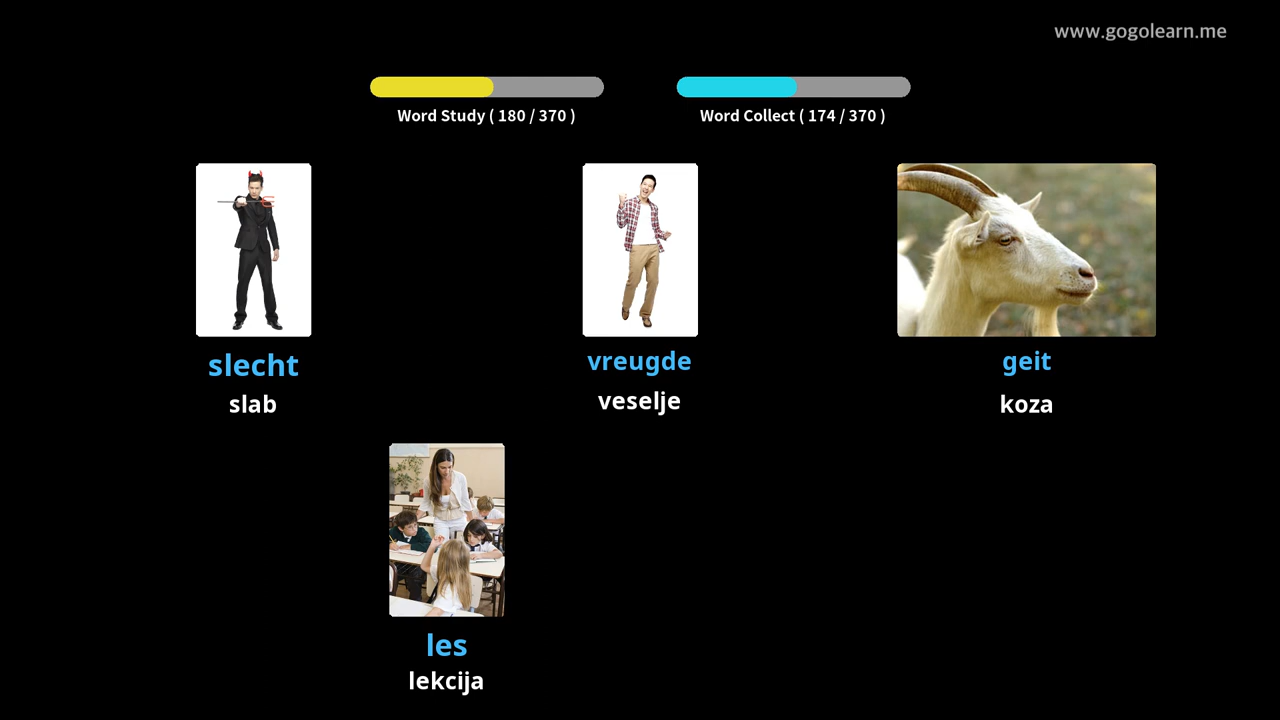 www.gogolearn.me
Word Study ( 180 / 370 )
Word Collect ( 174 / 370 )
slecht
slab
vreugde
veselje
geit
koza
les
lekcija